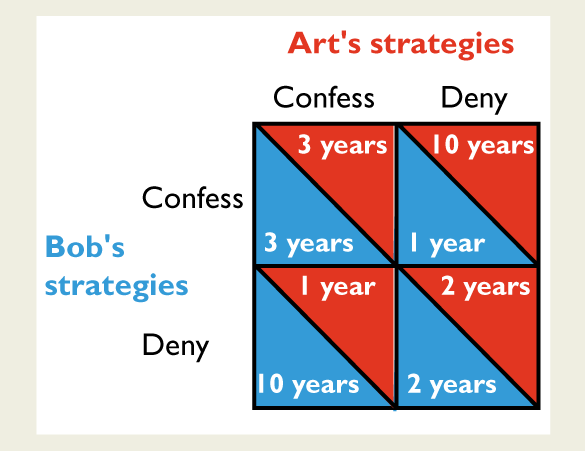 Art's strategies
Confess Deny
3 years 10 years
Confess
3 years 1 year
Bob's
strategies
1 year 2 years
Deny
10 years 2 years